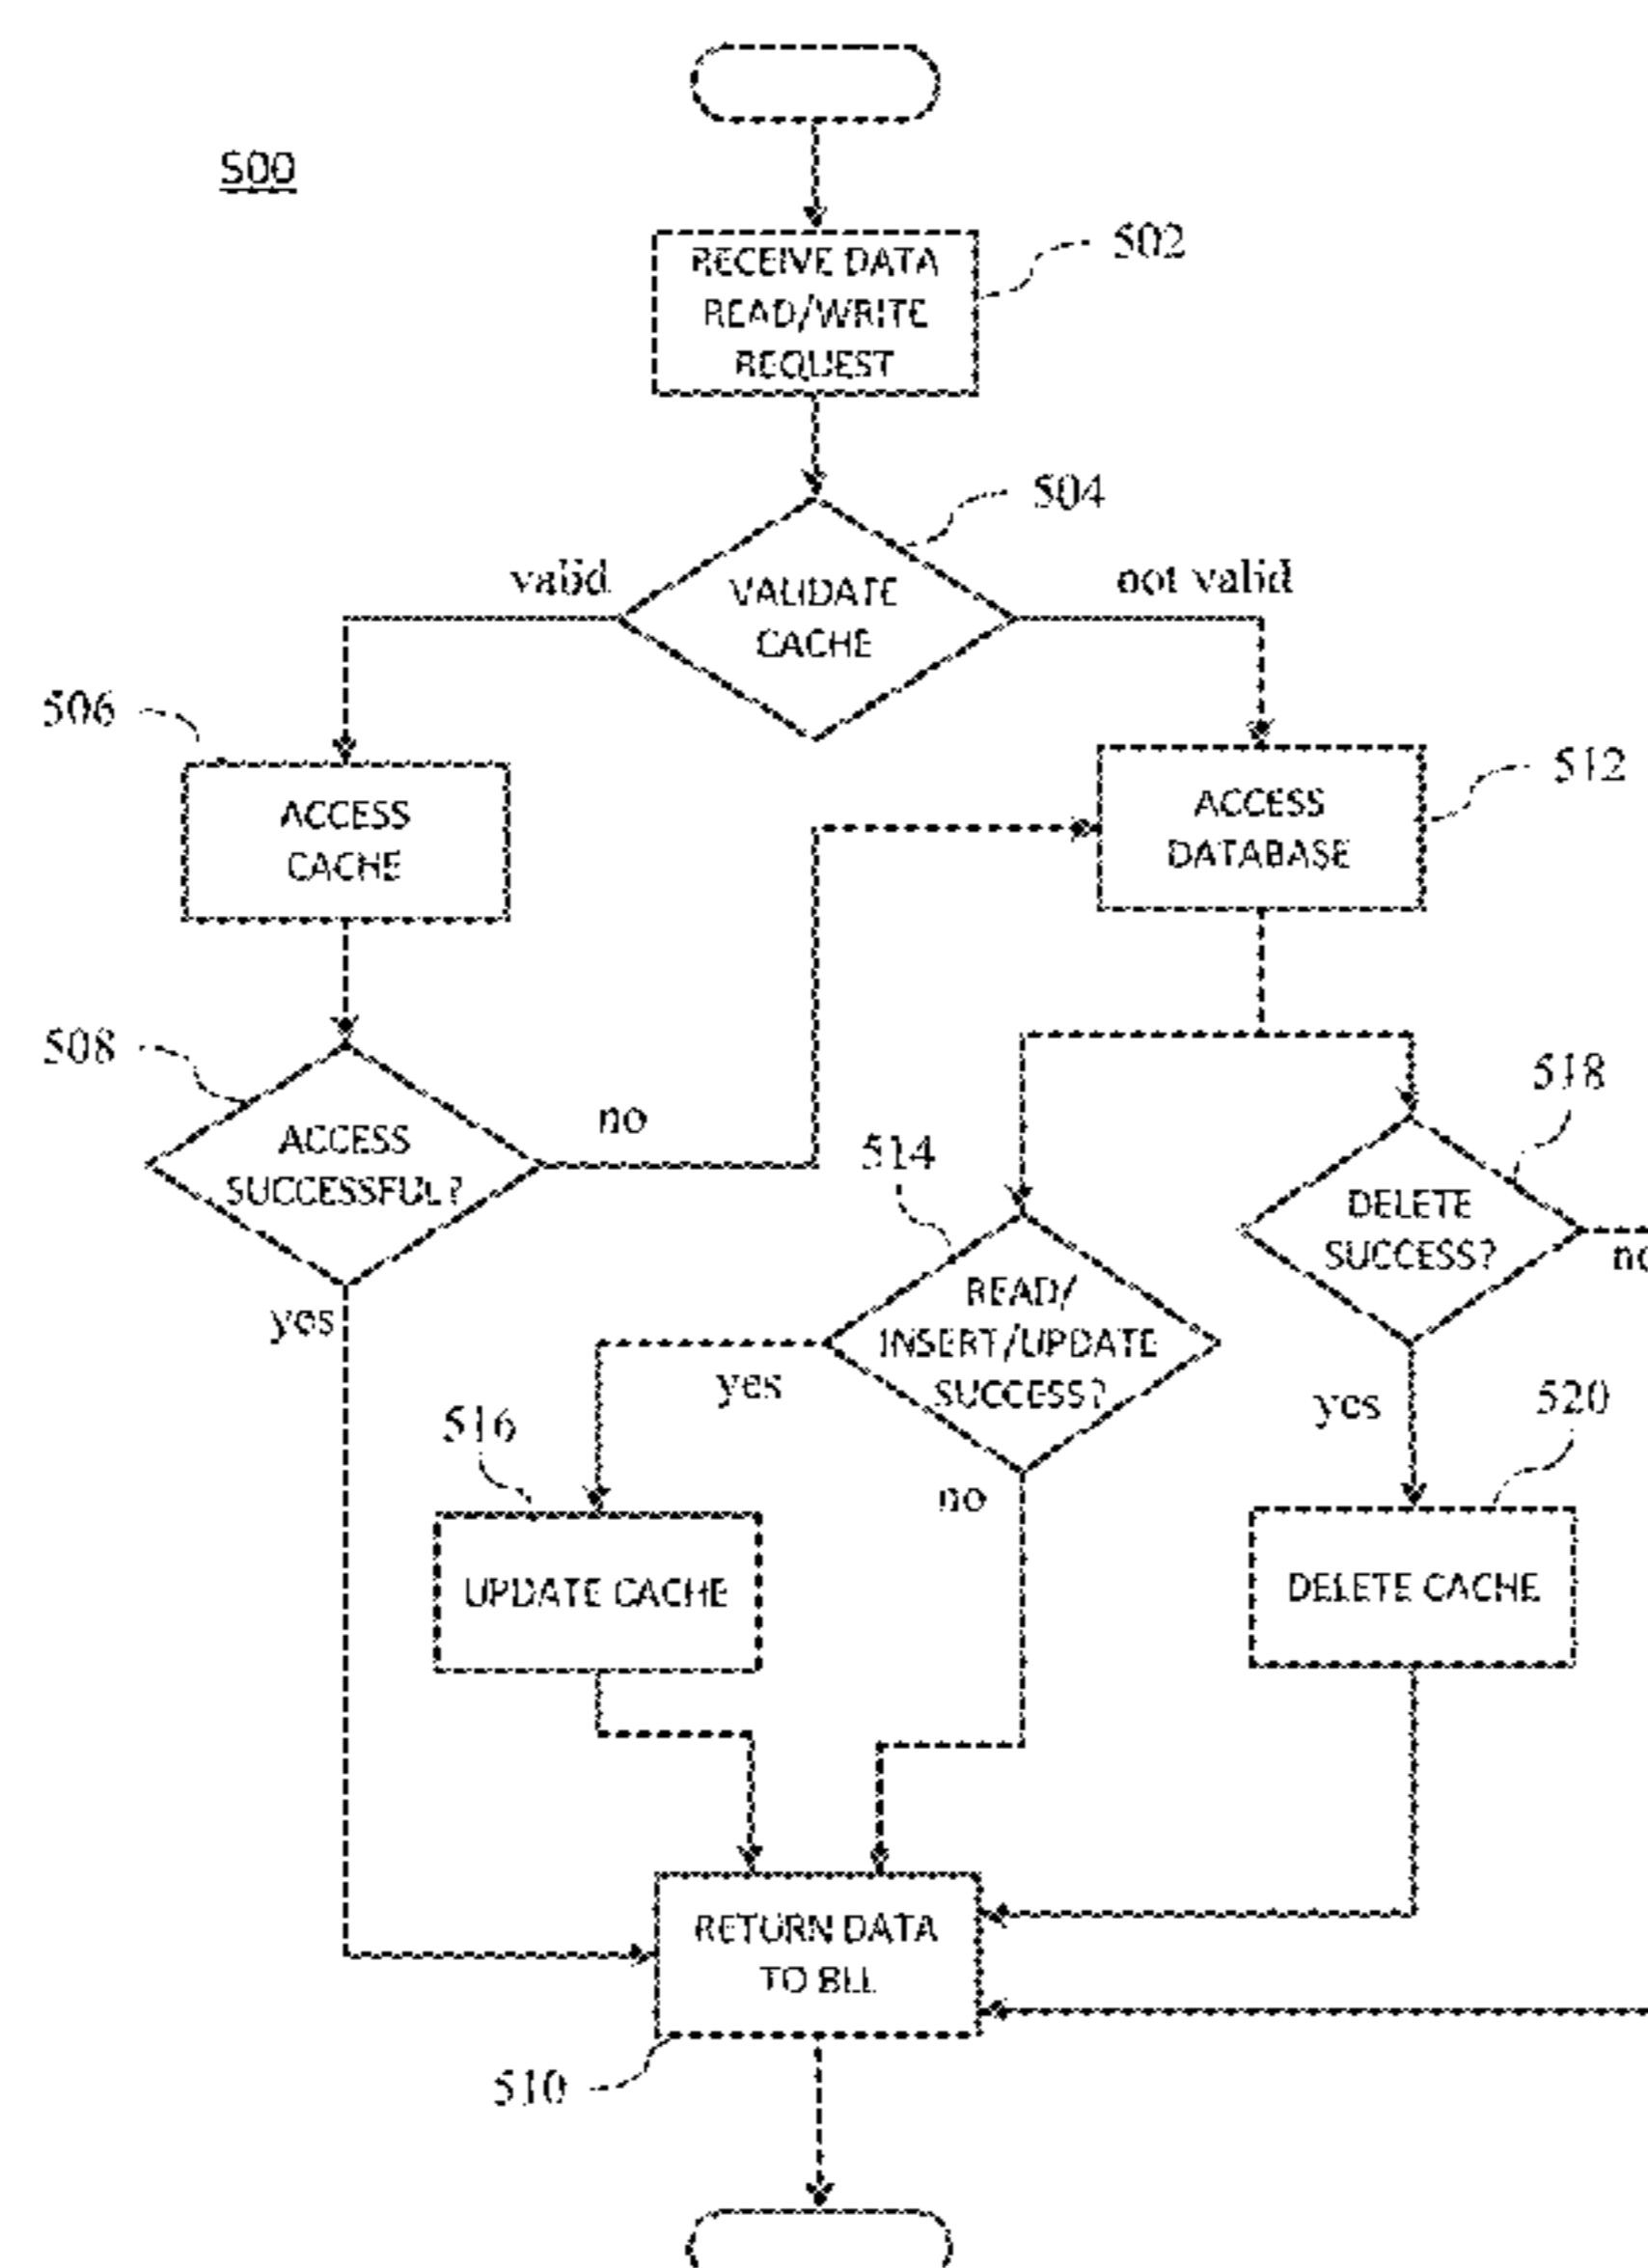 500
RECEIVE DATA
READ/WRITE
REQUEST
502
504
valid
VALIDATE
CACHE
not valid
506
ACCESS
CACHE
ACCESS
DATABASE
512
508
ACCESS
SUCCESSFUL?
no
yes
514
READ/
INSERT/UPDATE
SUCCESS?
yes
no
518
DELETE
SUCCESS?
no
yes
516
UPDATE CACHE
520
DELETE CACHE
RETURN DATA
TO BLL
510